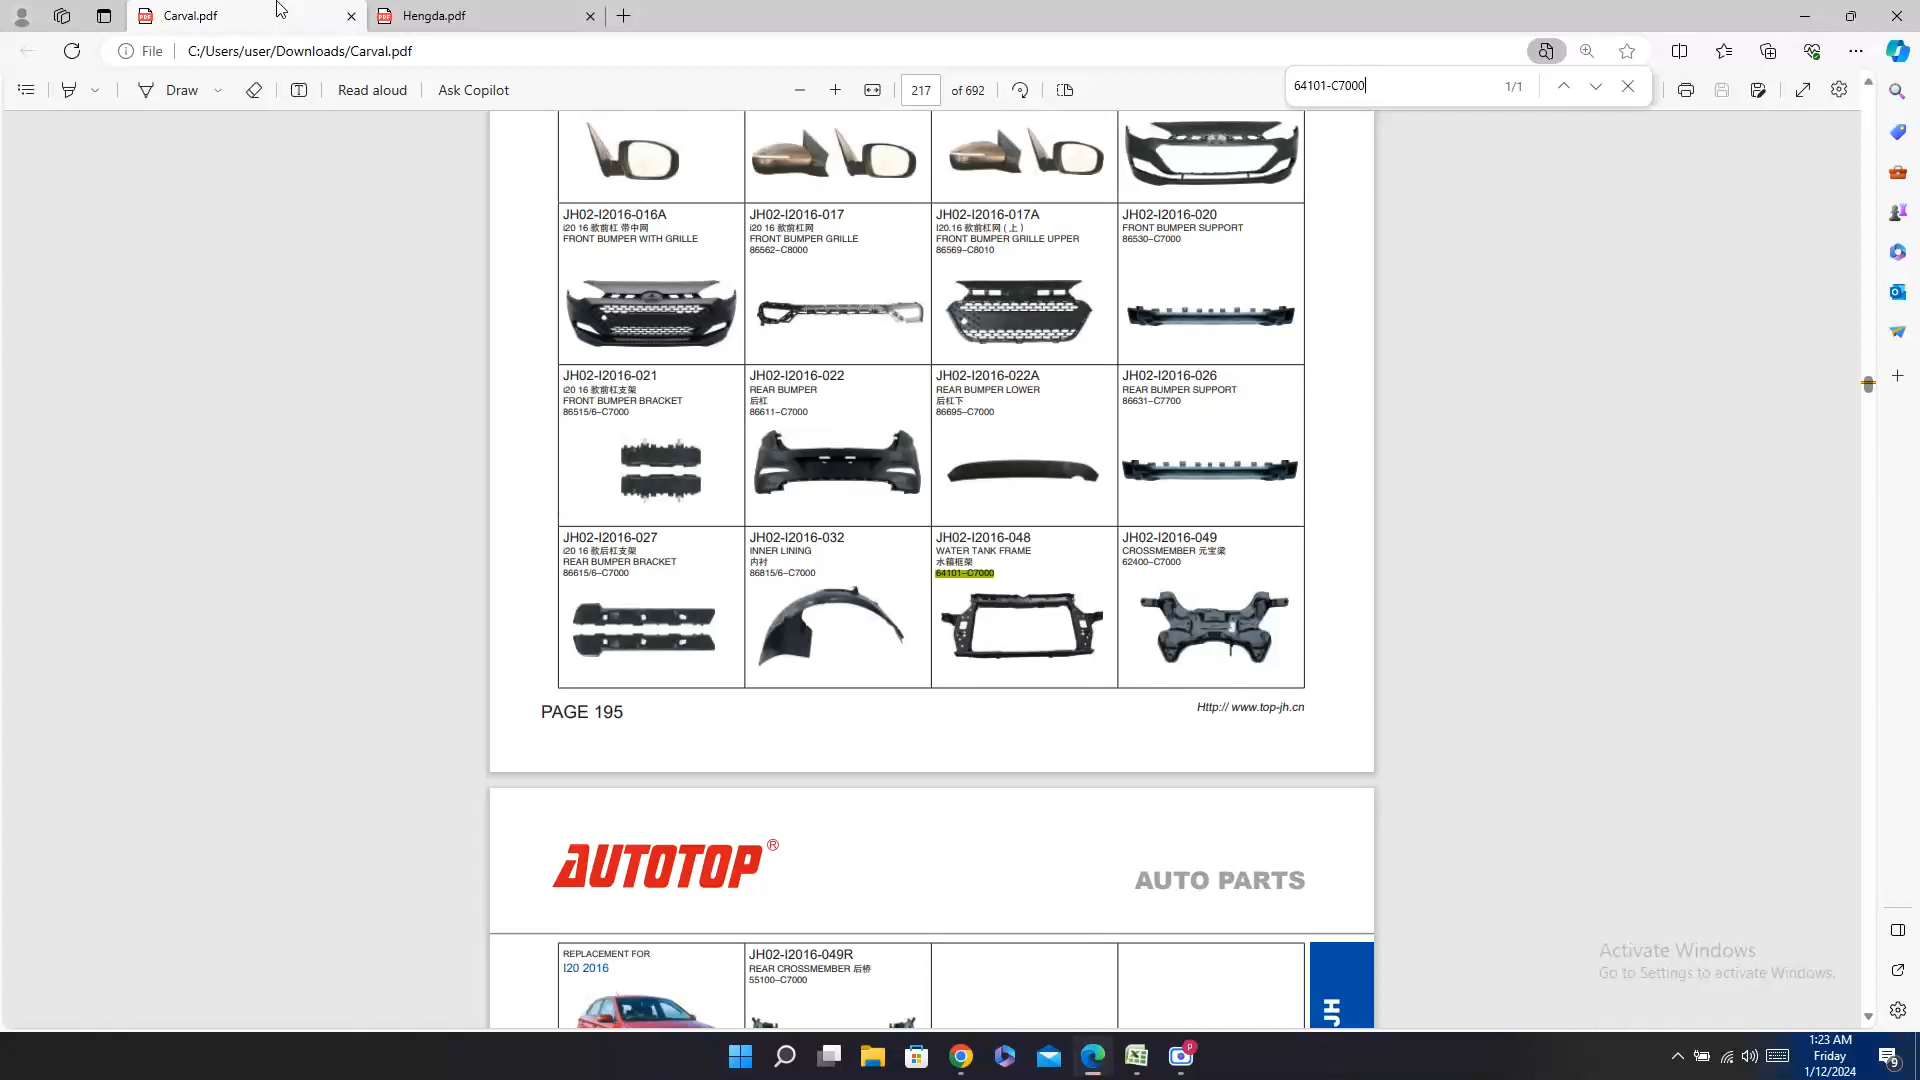 Carval.pdf
Hengda.pdf
File
C:/Users/user/Downloads/Carval.pdf
Draw
Read aloud
Ask Copilot
217
of 692
64101-C7000
1/1
JH02-I2016-016A
i20 16 款前杠 带中网
FRONT BUMPER WITH GRILLE
JH02-I2016-017
i20 16 款前杠网
FRONT BUMPER GRILLE
86562–C8000
JH02-I2016-017A
I20.16 款前杠网 ( 上 )
FRONT BUMPER GRILLE UPPER
86569–C8010
JH02-I2016-020
FRONT BUMPER SUPPORT
86530–C7000
JH02-I2016-021
i20 16 款前杠支架
FRONT BUMPER BRACKET
86515/6–C7000
JH02-I2016-022
REAR BUMPER
后杠
86611–C7000
JH02-I2016-022A
REAR BUMPER LOWER
后杠下
86695–C7000
JH02-I2016-026
REAR BUMPER SUPPORT
86631–C7700
JH02-I2016-027
i20 16 款后杠支架
REAR BUMPER BRACKET
86615/6–C7000
JH02-I2016-032
INNER LINING
内衬
86815/6–C7000
JH02-I2016-048
WATER TANK FRAME
水箱框架
64101–C7000
JH02-I2016-049
CROSSMEMBER 元宝梁
62400–C7000
PAGE 195
Http:// www.top-jh.cn
AUTOTOP®
AUTO PARTS
REPLACEMENT FOR
I20 2016
JH02-I2016-049R
REAR CROSSMEMBER 后桥
55100–C7000
JH
Activate Windows
Go to Settings to activate Windows.
1:23 AM
Friday
1/12/2024
9